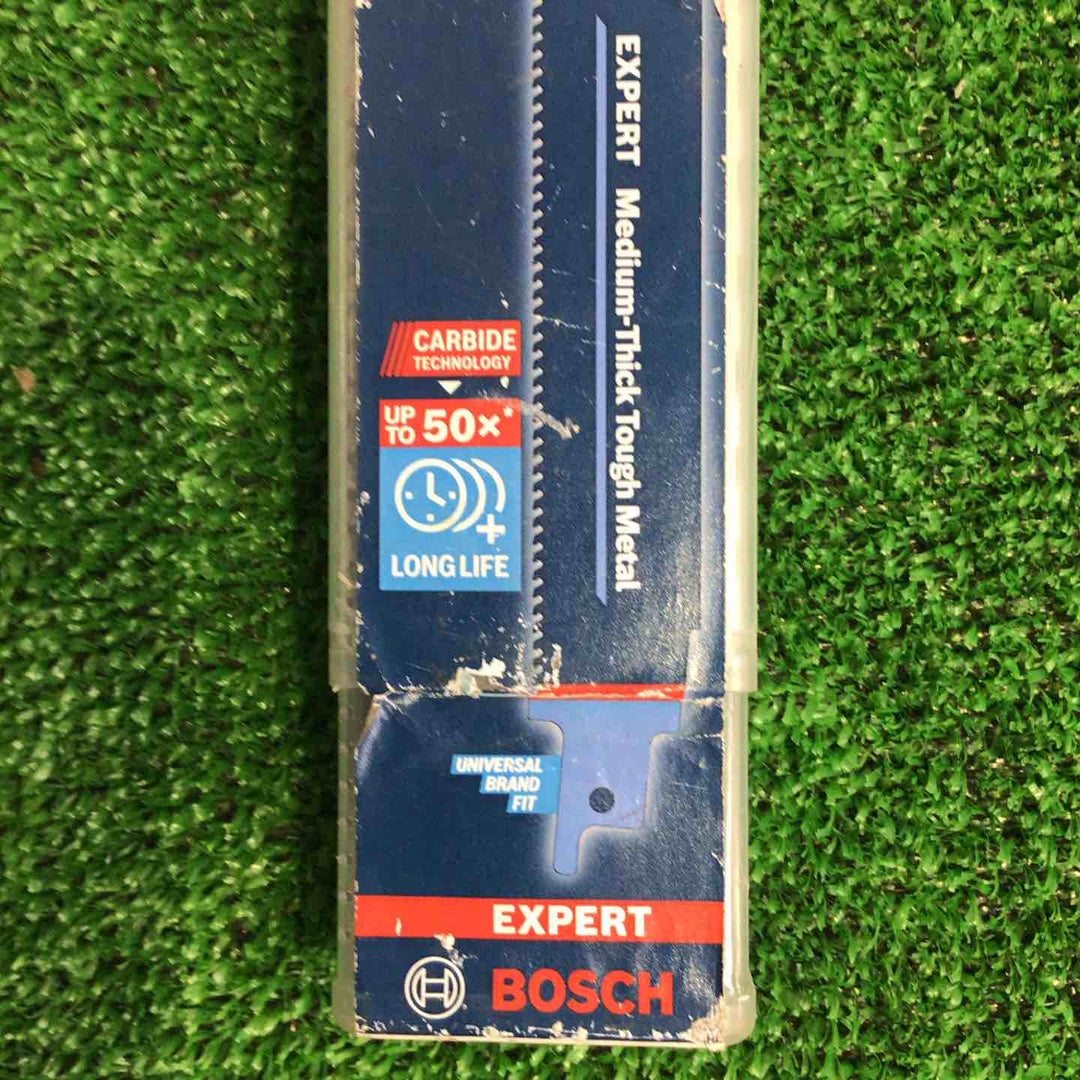 EXPERT Medium-Thick Tough Metal
CARBIDE
TECHNOLOGY
UP TO 50×*
LONG LIFE
UNIVERSAL
BRAND
FIT
EXPERT
BOSCH